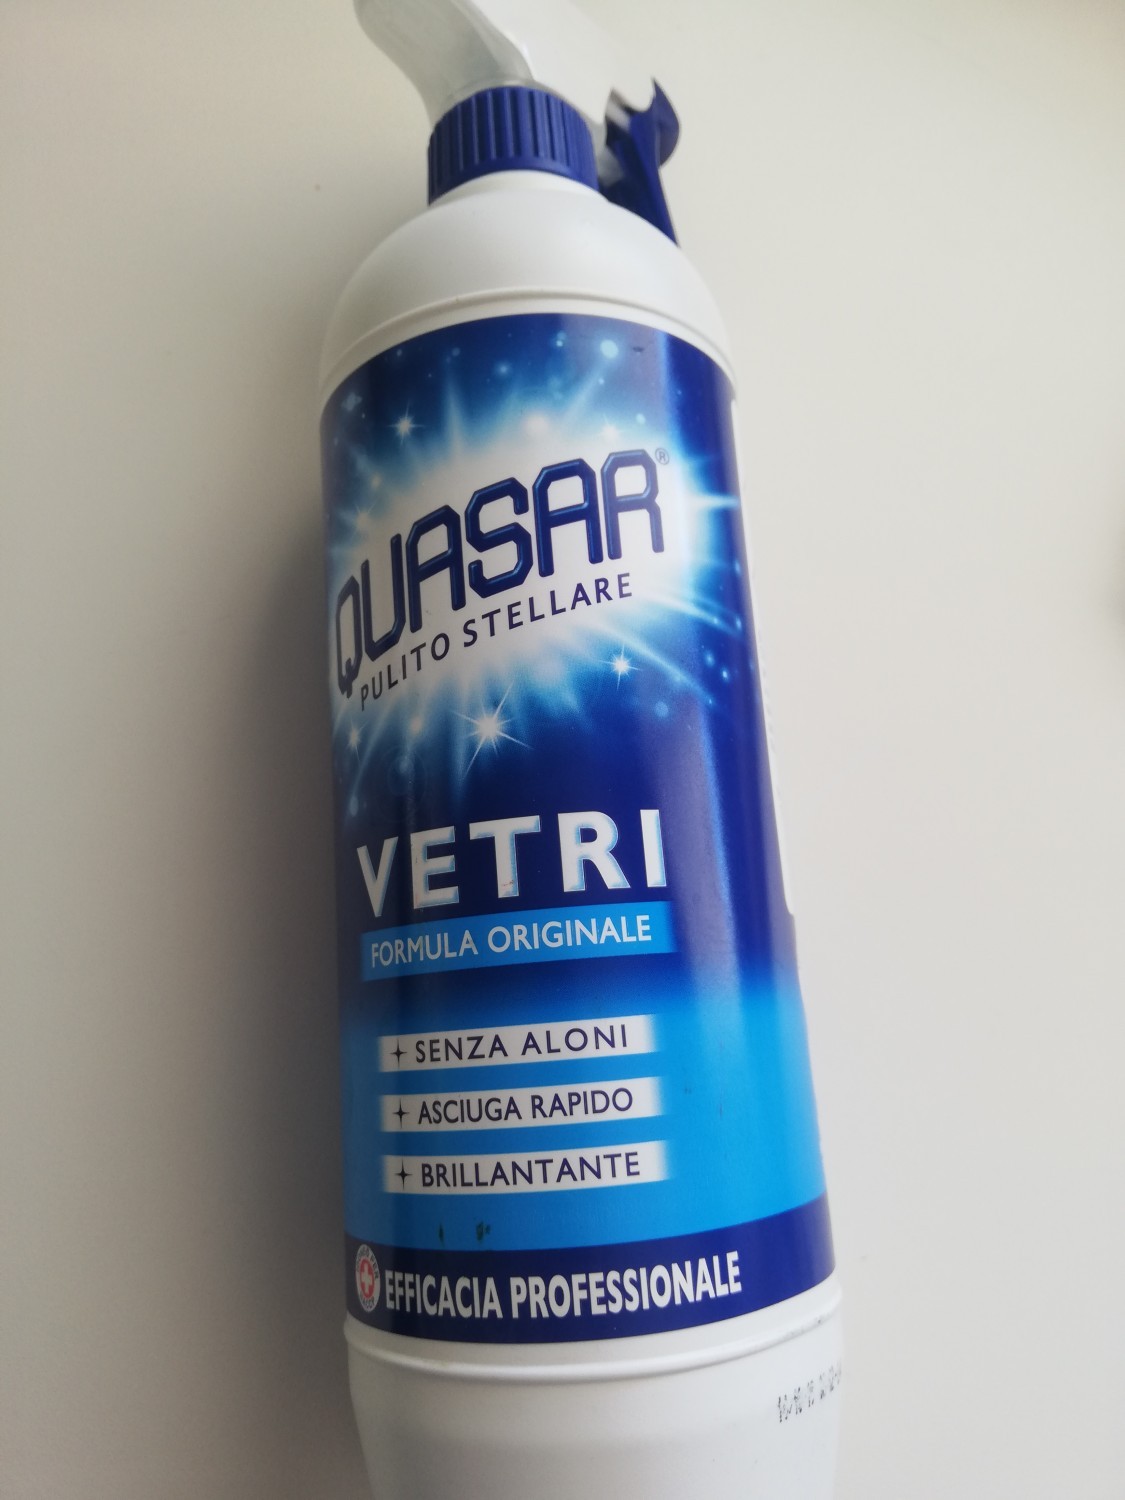 QUASAR®
PULITO STELLARE
VETRI
FORMULA ORIGINALE
SENZA ALONI
ASCIUGA RAPIDO
BRILLANTANTE
EFFICACIA PROFESSIONALE